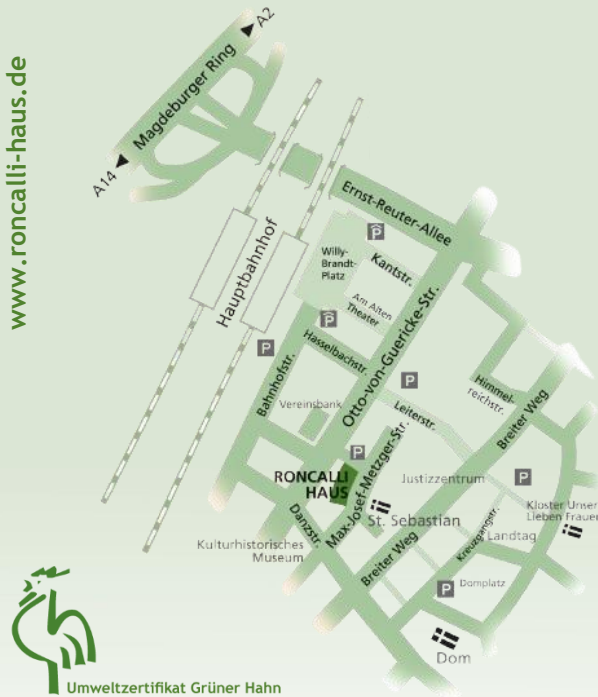 www.roncalli-haus.de
A2
Magdeburger Ring
A14
Hauptbahnhof
Ernst-Reuter-Allee
P
Willy-
Brandt-
Platz
Kantstr.
Am Alten
Theater
P
P
Hasselbachstr.
Otto-von-Guericke-Str.
Bahnhofstr.
P
Himmel-
reichstr.
Vereinsbank
Leiterstr.
Breiter Weg
P
RONCALLI
HAUS
Max-Josef-Metzger-Str.
Justizzentrum
P
Danzstr.
St. Sebastian
Kloster Unser
Lieben Frauen
Kreuzgangstr.
Landtag
Kulturhistorisches
Museum
Breiter Weg
P
Domplatz
Dom
Umweltzertifikat Grüner Hahn